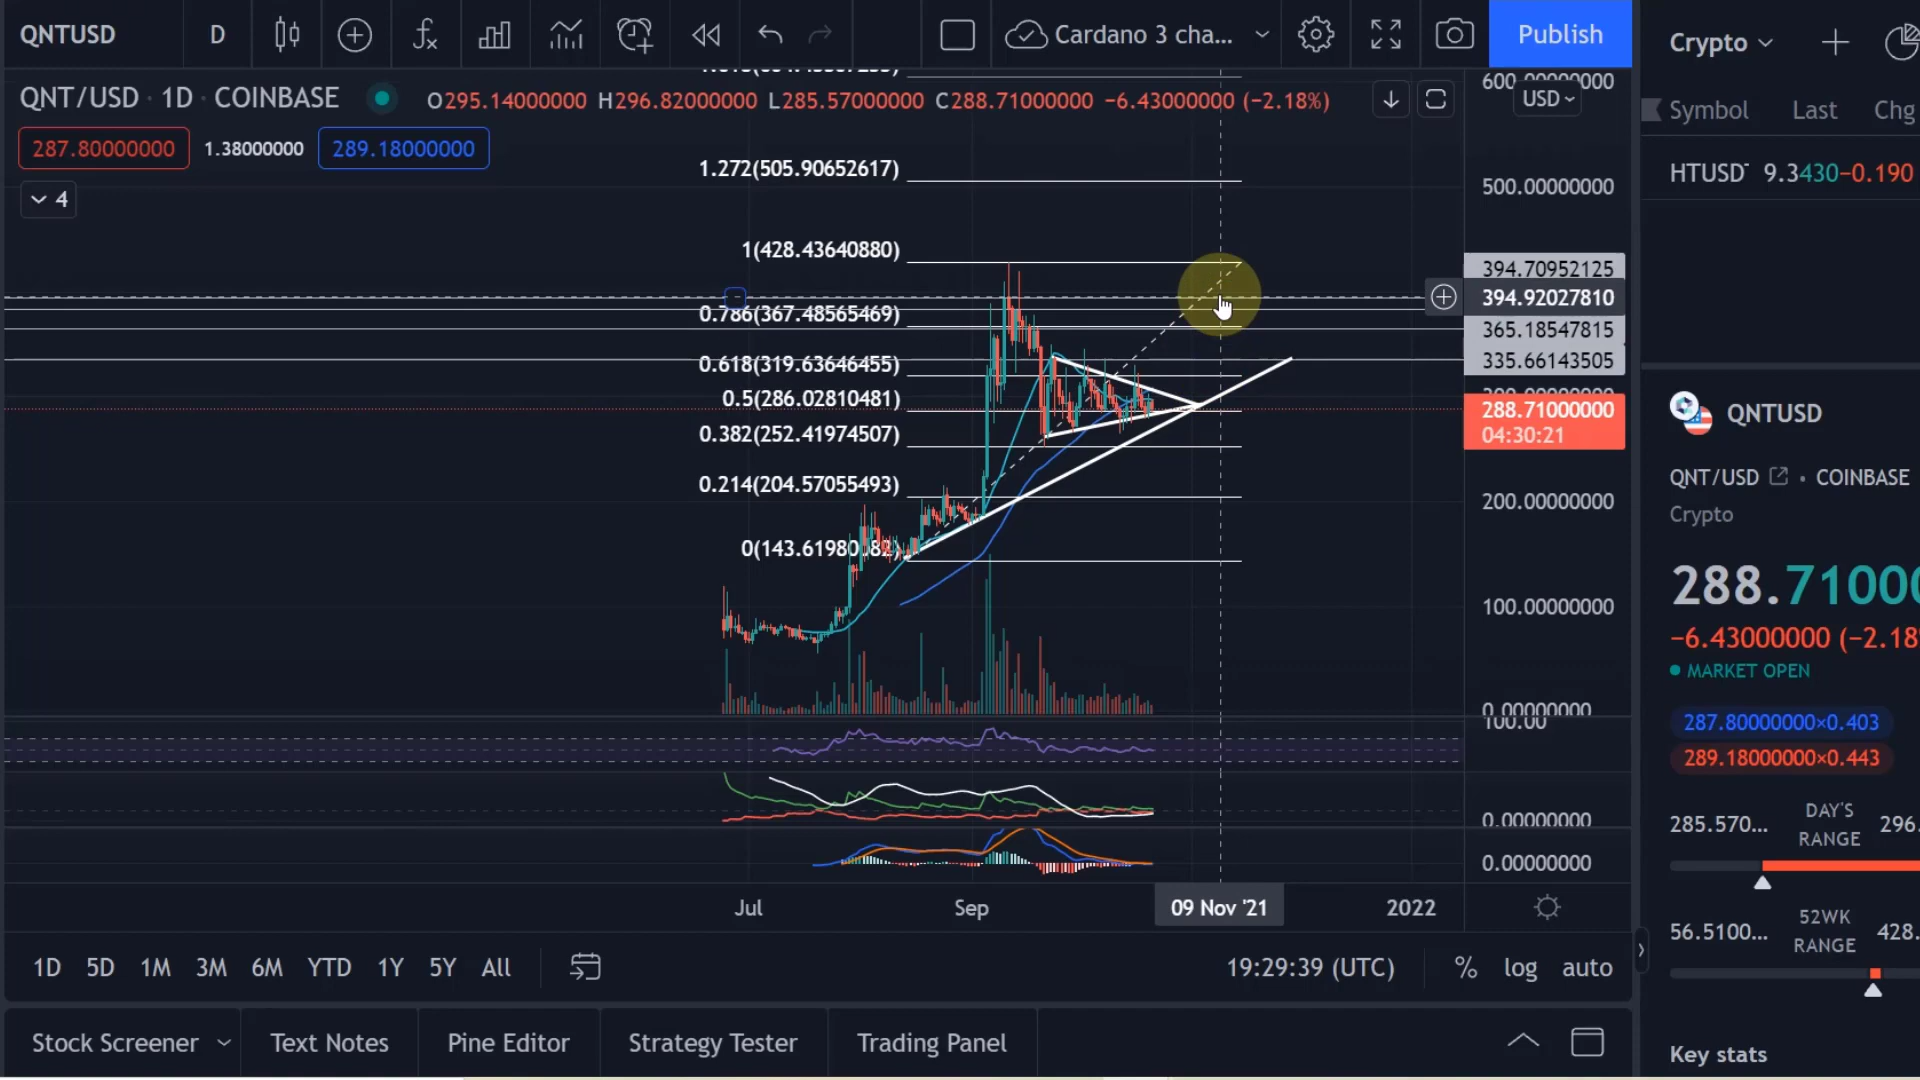 QNTUSD
D
Cardano 3 cha...
Publish
Crypto
QNT/USD · 1D · COINBASE
O295.14000000 H296.82000000 L285.57000000 C288.71000000 −6.43000000 (−2.18%)
USD
600.00000000
Symbol Last Chg
287.80000000 1.38000000 289.18000000
4
HTUSD 9.3430 −0.190
1.272(505.90652617)
500.00000000
1(428.43640880)
394.70952125
394.92027810
0.786(367.48565469)
365.18547815
335.66143505
0.618(319.63646455)
0.5(286.02810481)
288.71000000
04:30:21
0.382(252.41974507)
0.214(204.57055493)
200.00000000
0(143.61980082)
100.00000000
0.00000000
100.00
0.00000000
0.00000000
Jul Sep 09 Nov '21 2022
QNTUSD
QNT/USD · COINBASE
Crypto
288.71000
−6.43000000 (−2.18
MARKET OPEN
287.80000000×0.403
289.18000000×0.443
285.570... DAY'S RANGE 296.
56.5100... 52WK RANGE 428.
Key stats
1D 5D 1M 3M 6M YTD 1Y 5Y All
19:29:39 (UTC) % log auto
Stock Screener Text Notes Pine Editor Strategy Tester Trading Panel